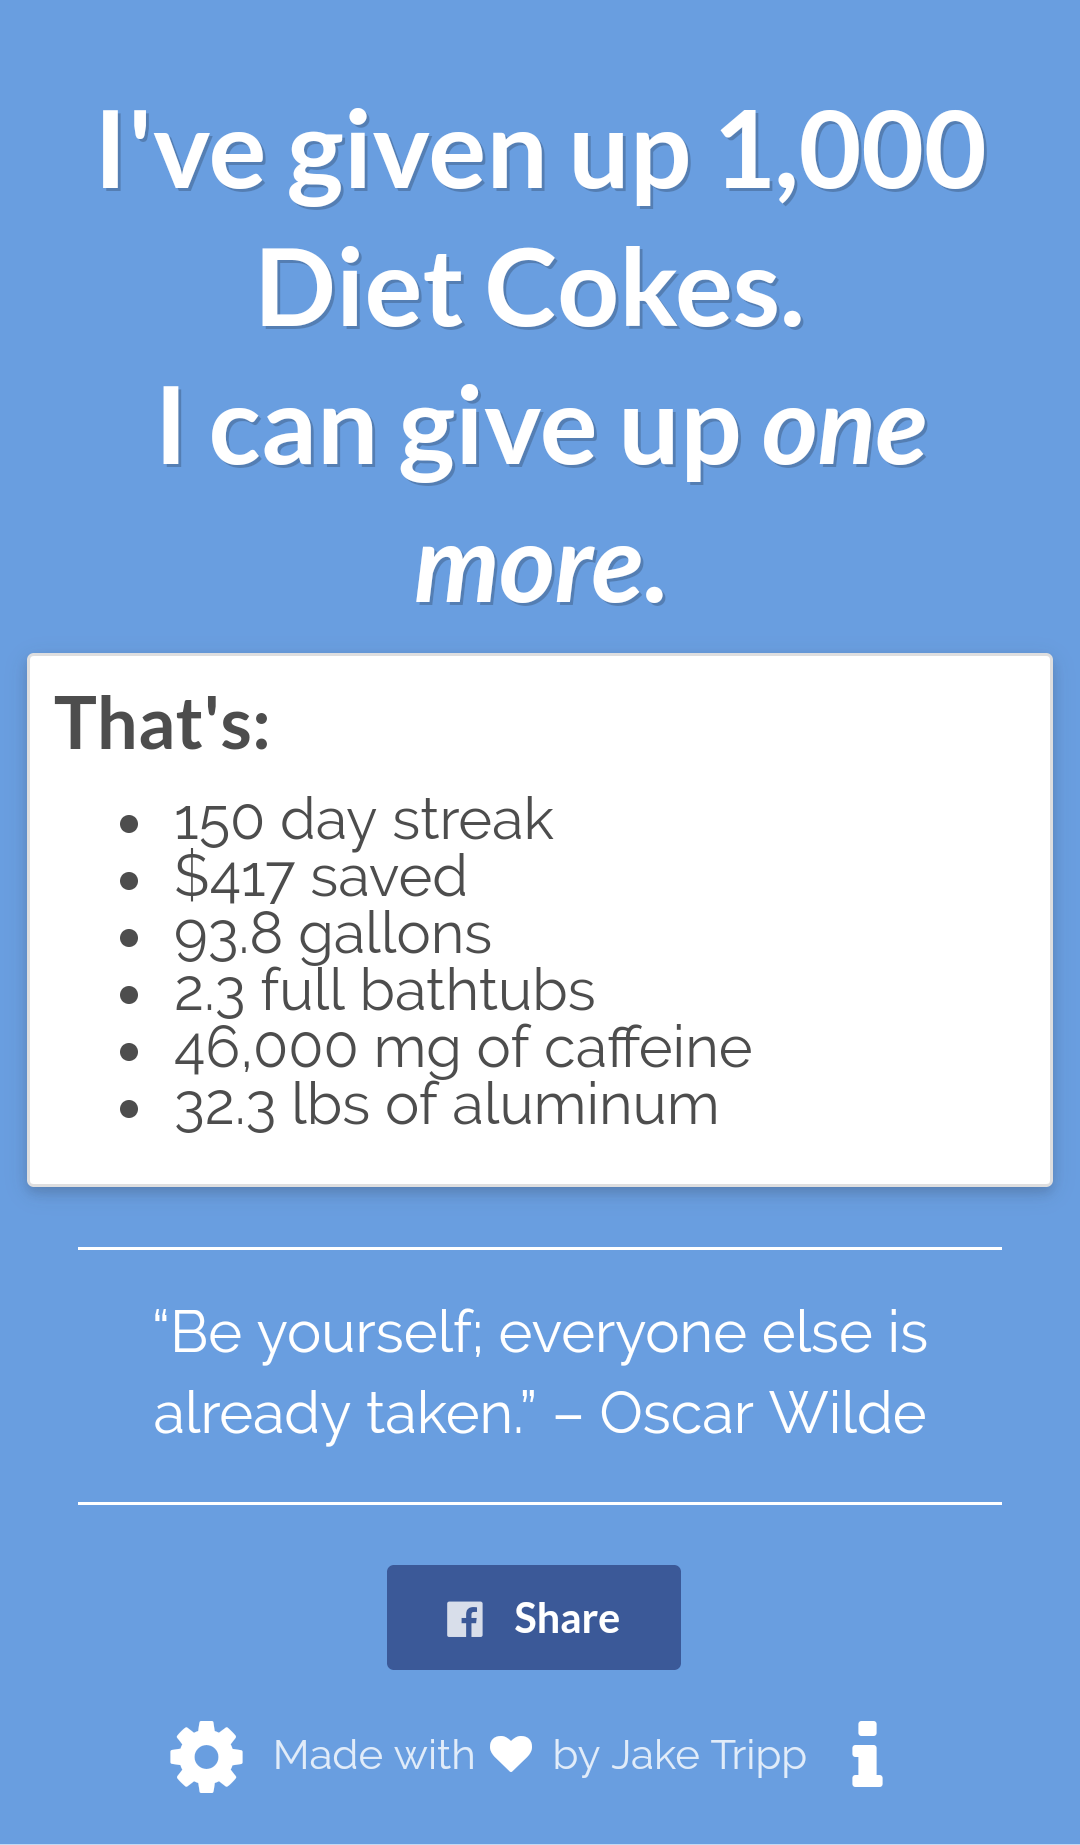 I've given up 1,000
Diet Cokes.
I can give up one
more.
That's:
150 day streak
$417 saved
93.8 gallons
2.3 full bathtubs
46,000 mg of caffeine
32.3 lbs of aluminum
“Be yourself; everyone else is
already taken.” – Oscar Wilde
Share
Made with ♥ by Jake Tripp